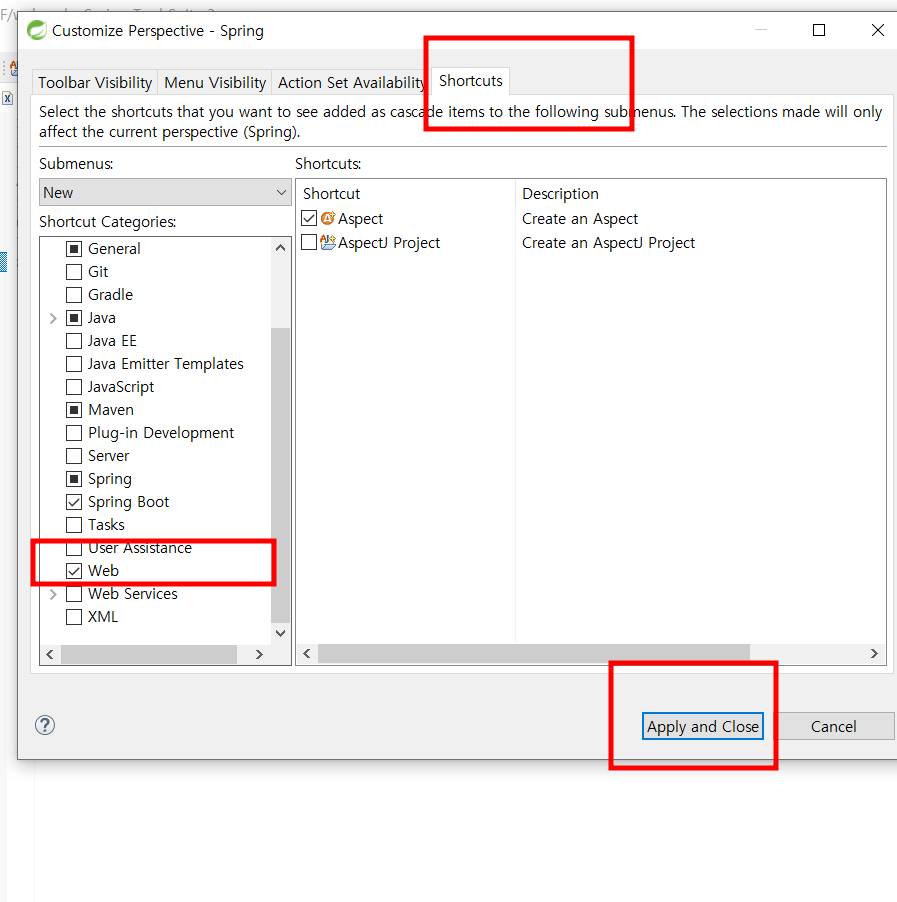 Customize Perspective - Spring
Toolbar Visibility Menu Visibility Action Set Availability Shortcuts
Select the shortcuts that you want to see added as cascade items to the following submenus. The selections made will only
affect the current perspective (Spring).
Submenus:
New
Shortcut Categories:
General
Git
Gradle
Java
Java EE
Java Emitter Templates
JavaScript
Maven
Plug-in Development
Server
Spring
Spring Boot
Tasks
User Assistance
Web
Web Services
XML
Shortcuts:
Shortcut Description
Aspect Create an Aspect
AspectJ Project Create an AspectJ Project
Apply and Close Cancel